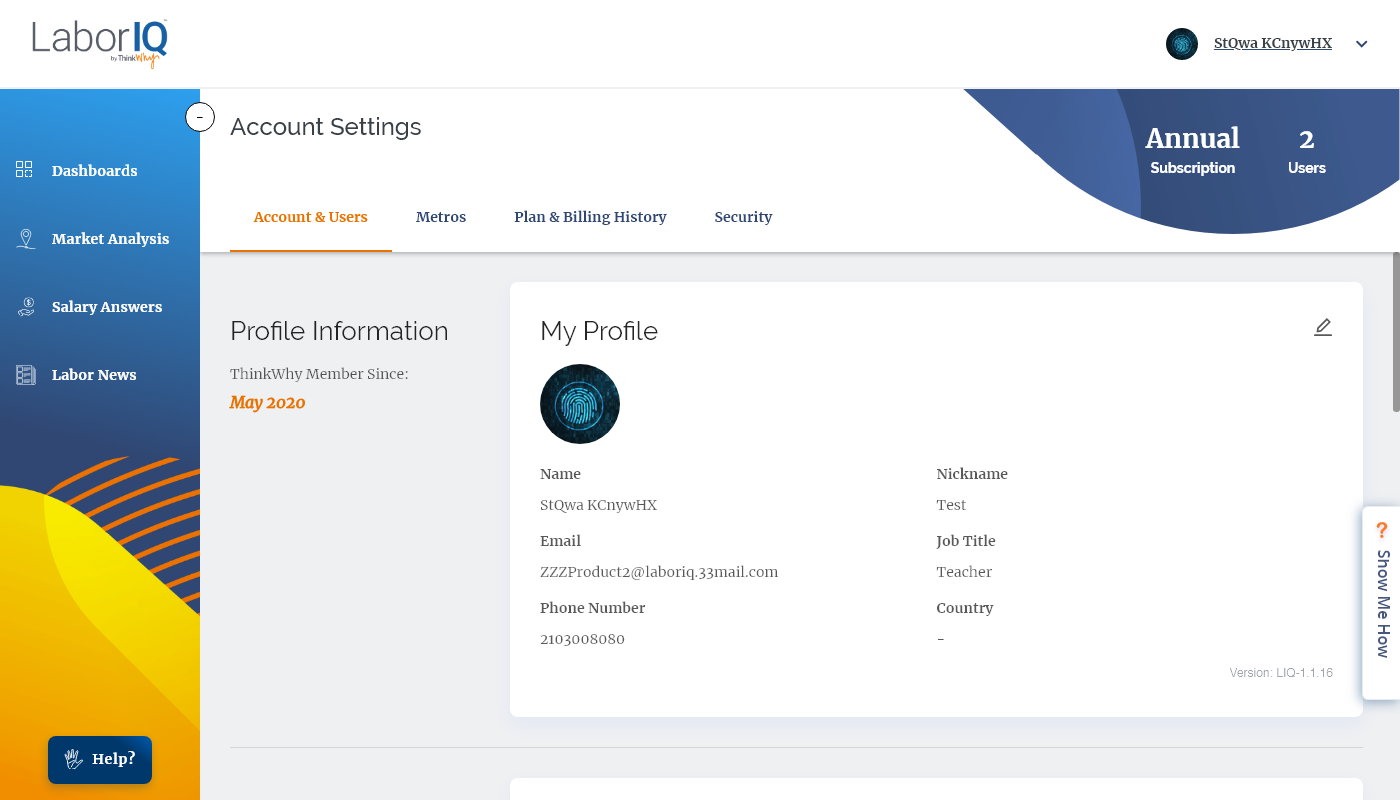 LaborIQ
by ThinkWhy
StQwa KCnywHX
-
Account Settings
Annual
Subscription
2
Users
Dashboards
Market Analysis
Salary Answers
Labor News
Account & Users
Metros
Plan & Billing History
Security
Profile Information
ThinkWhy Member Since:
May 2020
My Profile
Name
StQwa KCnywHX
Nickname
Test
Email
ZZZProduct2@laboriq.33mail.com
Job Title
Teacher
Phone Number
2103008080
Country
-
Version: LIQ-1.1.16
? Show Me How
Help?